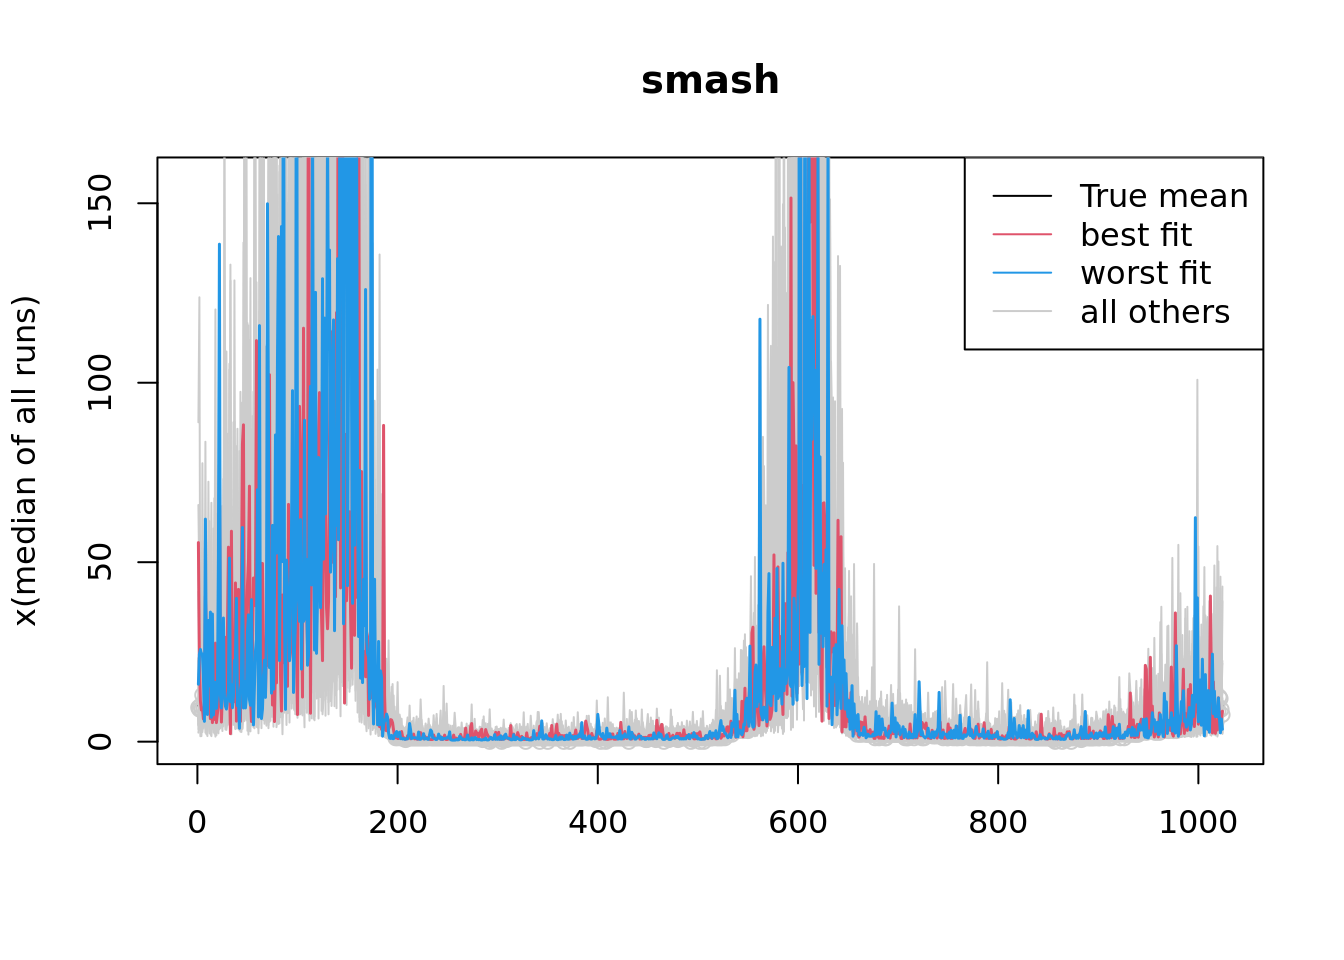 smash
x(median of all runs)
150
100
50
0
True mean
best fit
worst fit
all others
0 200 400 600 800 1000